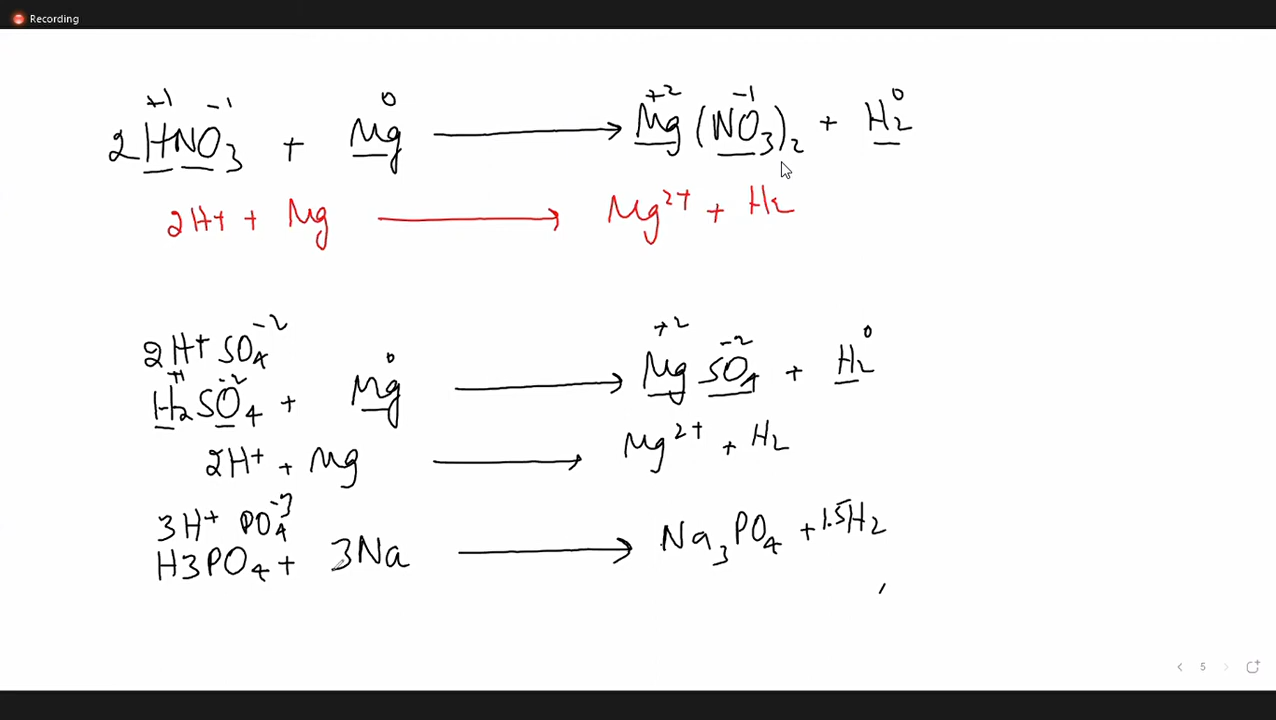 Recording
+1 -1 0 +2 -1 0
2HNO3 + Mg ⟶ Mg(NO3)2 + H2
2H+ + Mg ⟶ Mg2+ + H2
2H+ SO4-2
+1 -2 0 +2 -2 0
H2SO4 + Mg ⟶ MgSO4 + H2
2H+ + Mg ⟶ Mg2+ + H2
3H+ PO4-3
H3PO4 + 3Na ⟶ Na3PO4 + 1.5H2
5